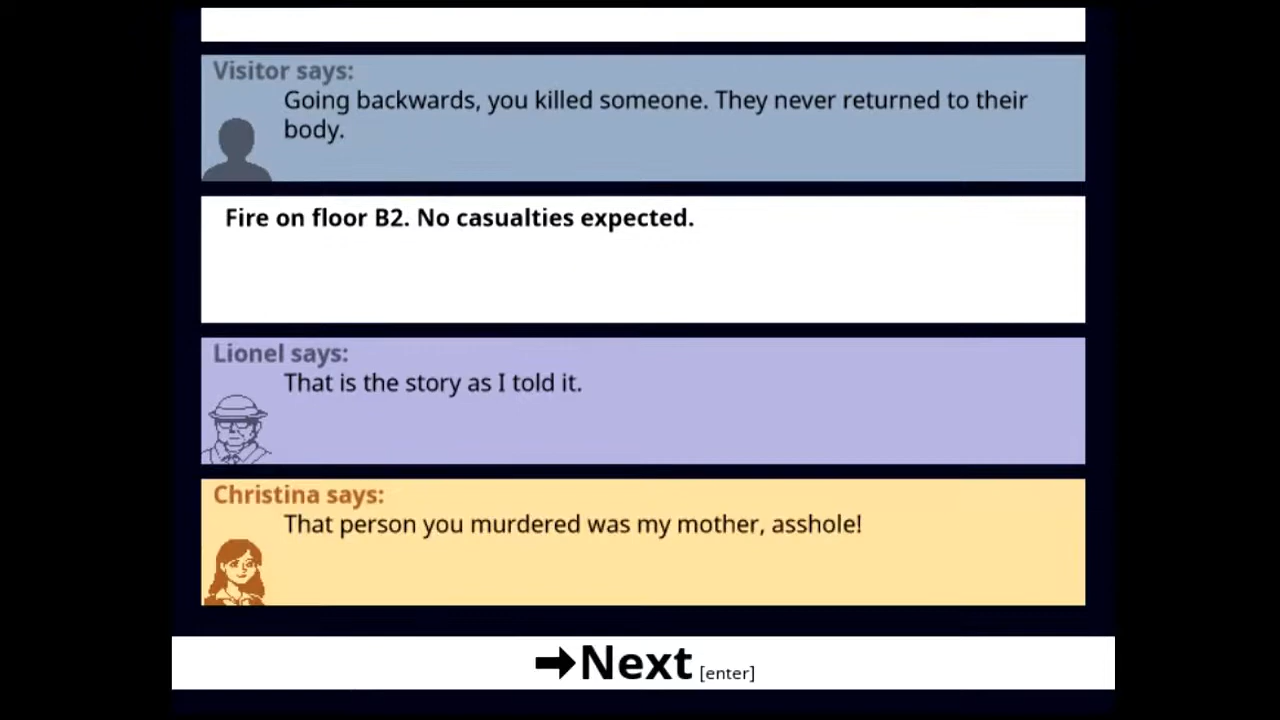 Visitor says:
Going backwards, you killed someone. They never returned to their
body.
Fire on floor B2. No casualties expected.
Lionel says:
That is the story as I told it.
Christina says:
That person you murdered was my mother, asshole!
➡Next [enter]